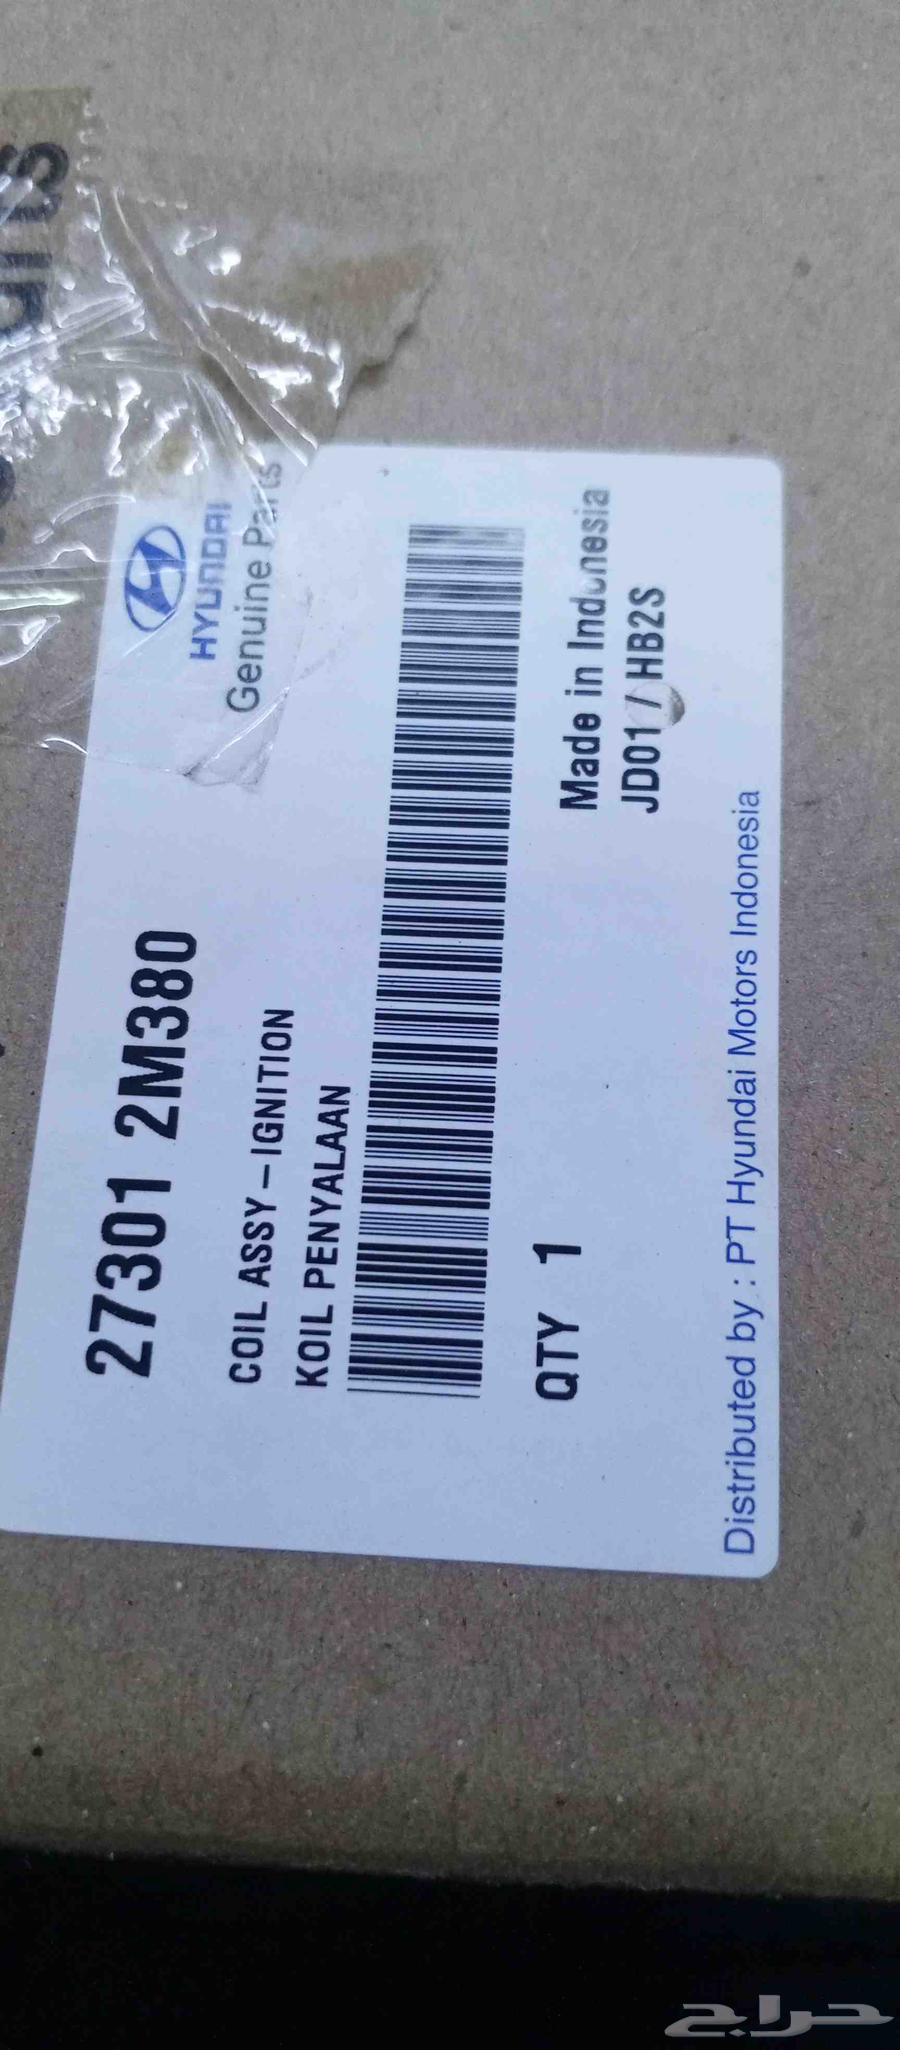 HYUNDAI
Genuine Parts
27301 2M380
COIL ASSY-IGNITION
KOIL PENYALAAN
QTY 1
Made in Indonesia
JD01 / HB2S
Distributed by : PT Hyundai Motors Indonesia
حراج